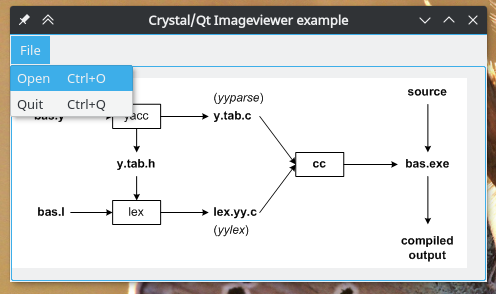 Crystal/Qt Imageviewer example
File
Open Ctrl+O
Quit Ctrl+Q
(yyparse)
source
bas.y
yacc
y.tab.c
y.tab.h
cc
bas.exe
bas.l
lex
lex.yy.c
(yylex)
compiled
output